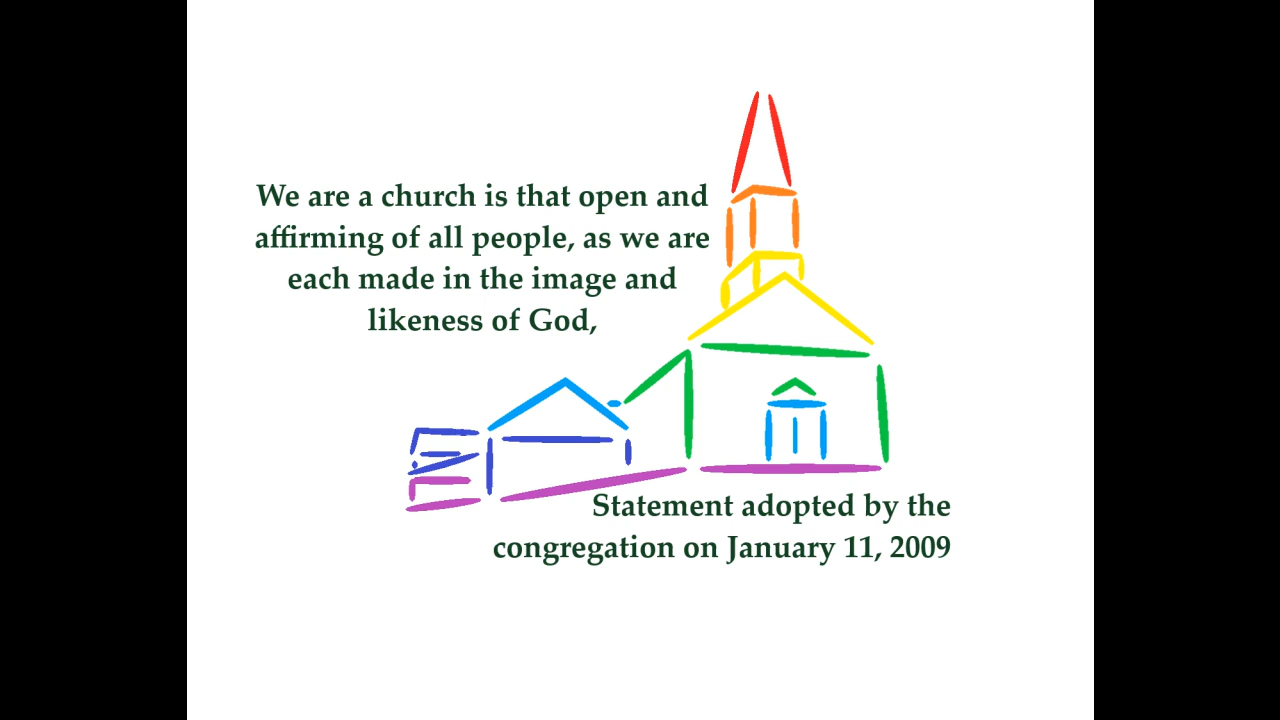 We are a church is that open and
affirming of all people, as we are
each made in the image and
likeness of God,
Statement adopted by the
congregation on January 11, 2009